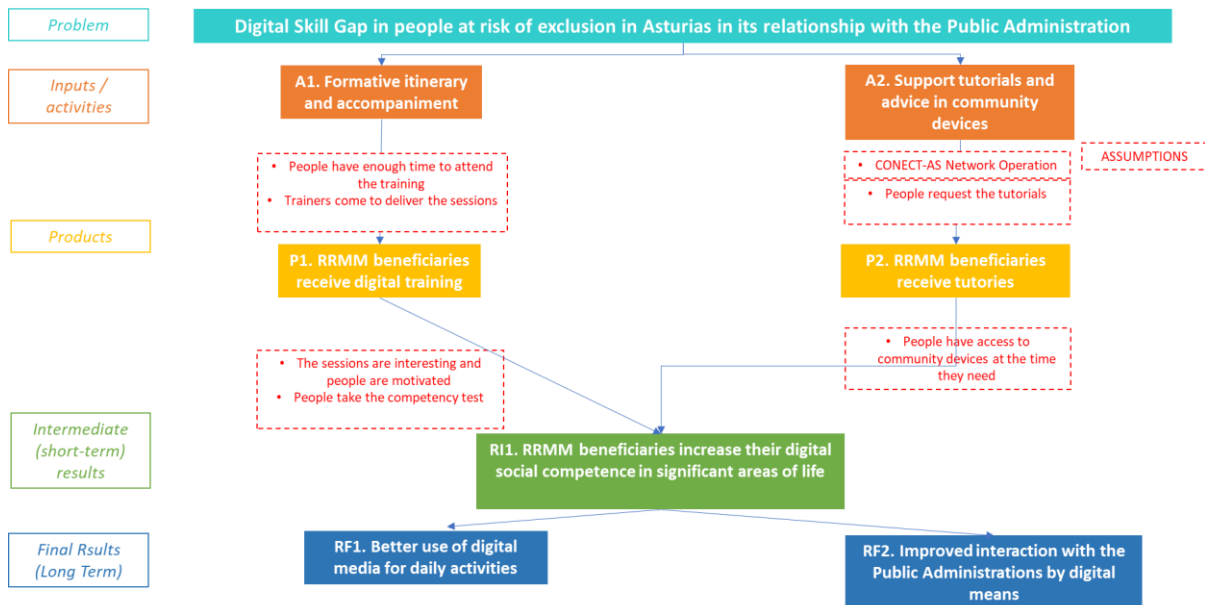 Problem
Digital Skill Gap in people at risk of exclusion in Asturias in its relationship with the Public Administration
Inputs /
activities
A1. Formative itinerary
and accompaniment
A2. Support tutorials and
advice in community
devices
• People have enough time to attend
the training
• Trainers come to deliver the sessions
• CONECT-AS Network Operation
• People request the tutorials
ASSUMPTIONS
Products
P1. RRMM beneficiaries
receive digital training
P2. RRMM beneficiaries
receive tutories
• The sessions are interesting and
people are motivated
• People take the competency test
• People have access to
community devices at the time
they need
Intermediate
(short-term)
results
RI1. RRMM beneficiaries increase their digital
social competence in significant areas of life
Final Rsults
(Long Term)
RF1. Better use of digital
media for daily activities
RF2. Improved interaction with the
Public Administrations by digital
means